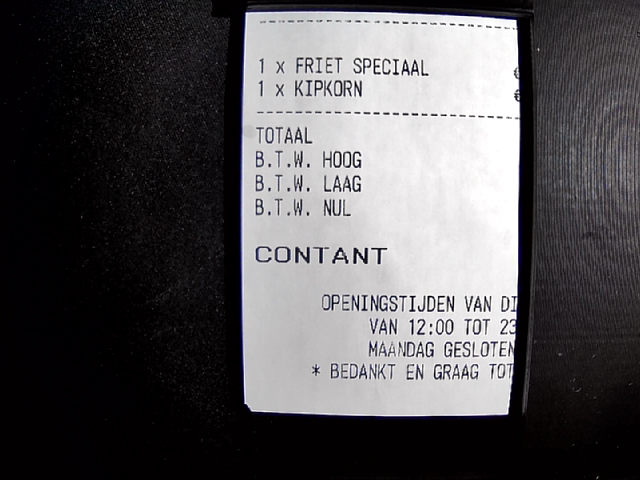 1 x FRIET SPECIAAL €
1 x KIPKORN €
TOTAAL
B.T.W. HOOG
B.T.W. LAAG
B.T.W. NUL
CONTANT
OPENINGSTIJDEN VAN DI
VAN 12:00 TOT 23
MAANDAG GESLOTEN
* BEDANKT EN GRAAG TOT